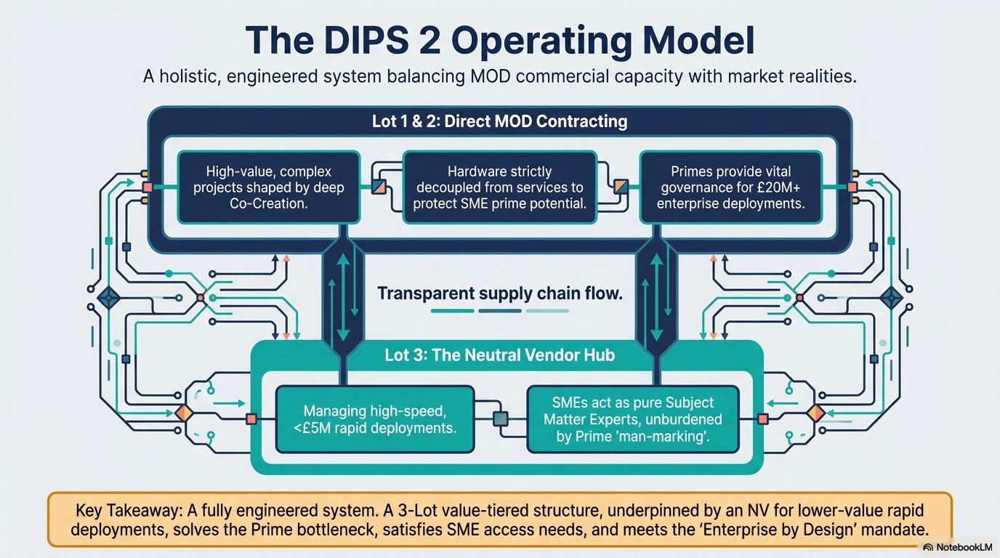 The DIPS 2 Operating Model
A holistic, engineered system balancing MOD commercial capacity with market realities.
Lot 1 & 2: Direct MOD Contracting
High-value, complex
projects shaped by deep
Co-Creation.
Hardware strictly
decoupled from services to
protect SME prime potential.
Primes provide vital
governance for £20M+
enterprise deployments.
Transparent supply chain flow.
Lot 3: The Neutral Vendor Hub
Managing high-speed,
<£5M rapid deployments.
SMEs act as pure Subject
Matter Experts, unburdened
by Prime 'man-marking'.
Key Takeaway: A fully engineered system. A 3-Lot value-tiered structure, underpinned by an NV for lower-value rapid
deployments, solves the Prime bottleneck, satisfies SME access needs, and meets the ‘Enterprise by Design’ mandate.
NotebookLM